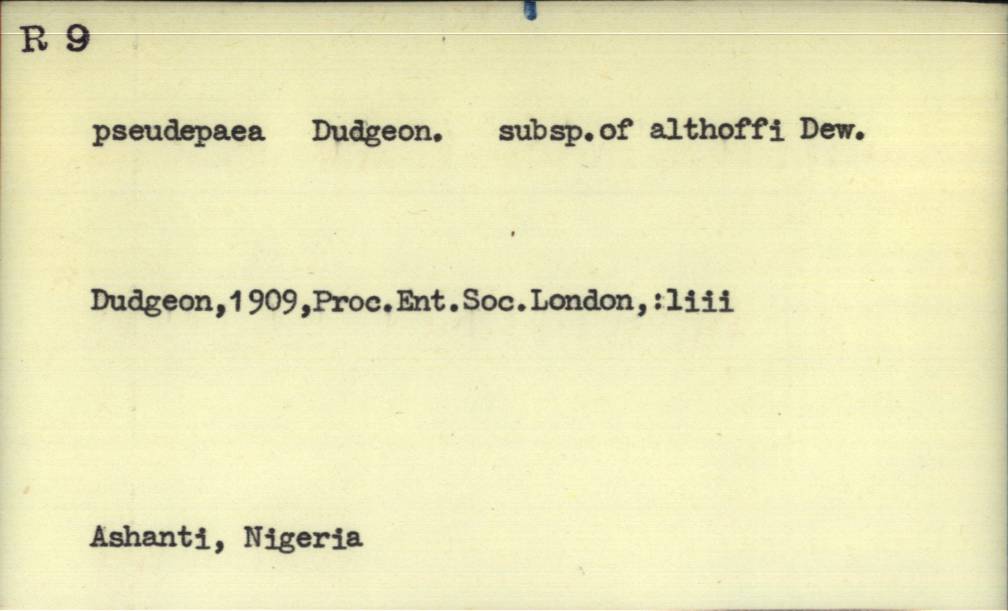 R 9
pseudepaea Dudgeon. subsp.of althoffi Dew.
Dudgeon,1909,Proc.Ent.Soc.London,:liii
Ashanti, Nigeria